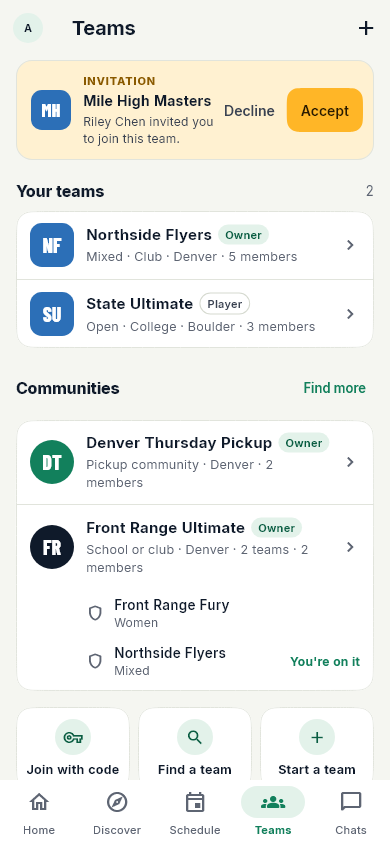 A
Teams
INVITATION
MH
Mile High Masters
Riley Chen invited you
to join this team.
Decline
Accept
Your teams
2
NF
Northside Flyers
Owner
Mixed · Club · Denver · 5 members
SU
State Ultimate
Player
Open · College · Boulder · 3 members
Communities
Find more
DT
Denver Thursday Pickup
Owner
Pickup community · Denver · 2
members
FR
Front Range Ultimate
Owner
School or club · Denver · 2 teams · 2
members
Front Range Fury
Women
Northside Flyers
Mixed
You're on it
Join with code
Find a team
Start a team
Home
Discover
Schedule
Teams
Chats